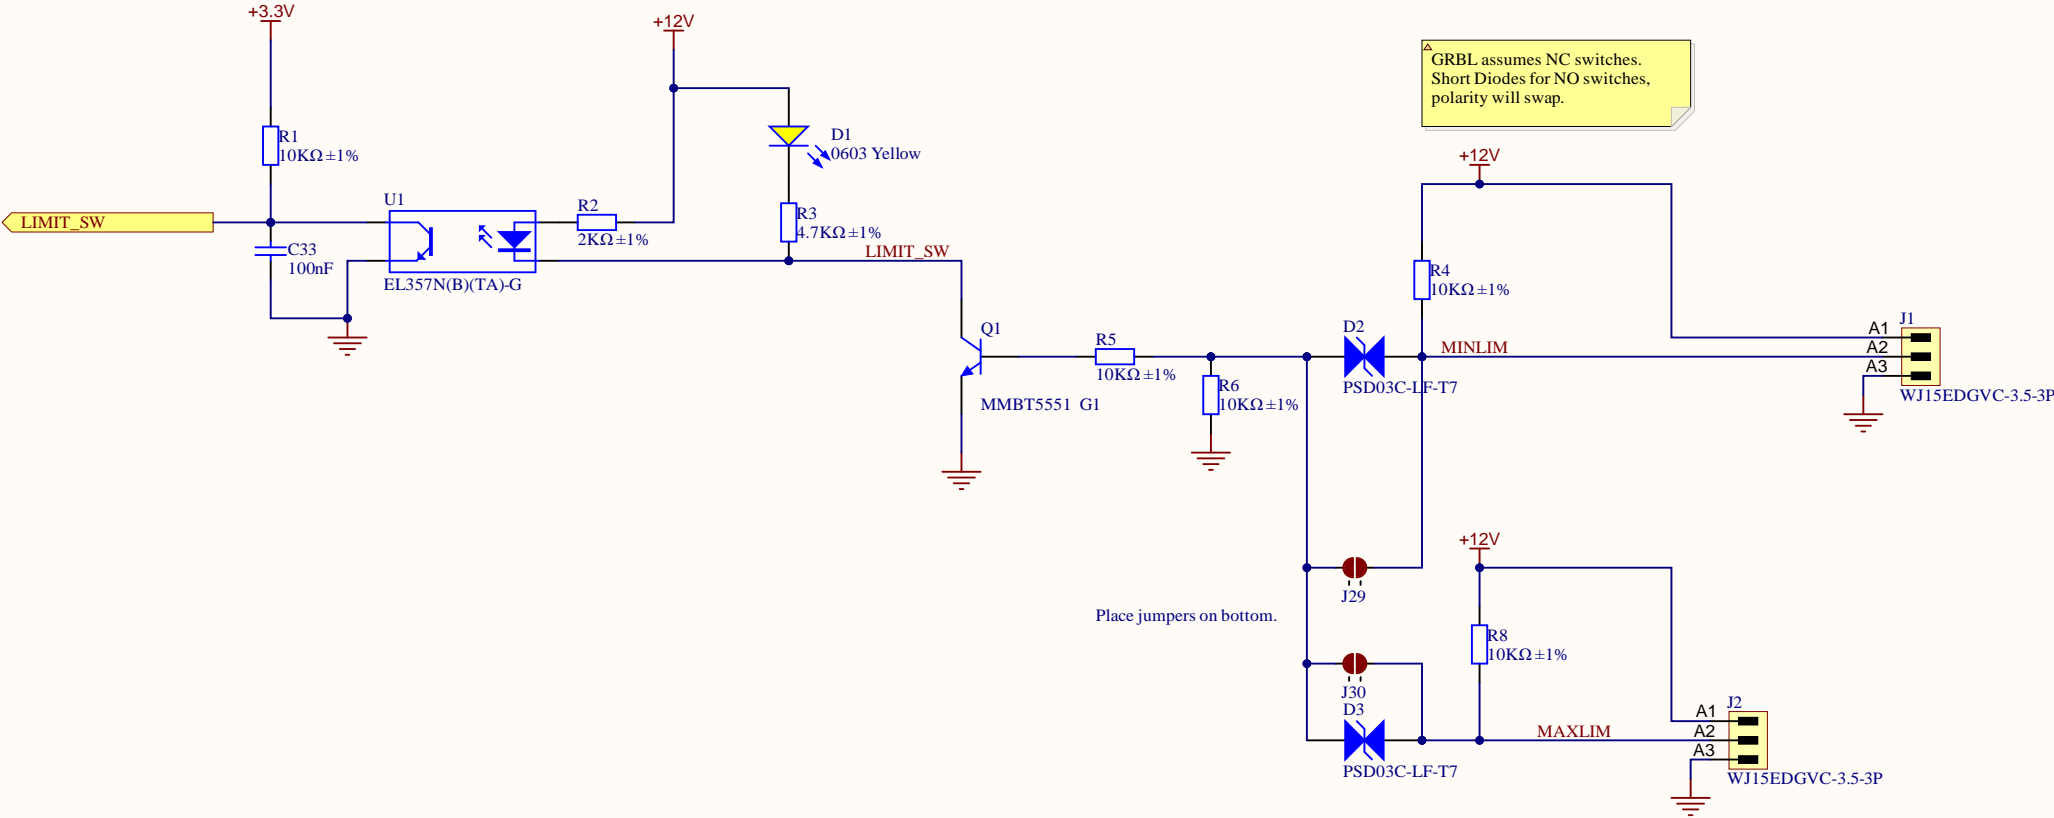 +3.3V
+12V
GRBL assumes NC switches.
Short Diodes for NO switches,
polarity will swap.
R1
10KΩ±1%
D1
0603 Yellow
+12V
U1
R2
2KΩ±1%
R3
4.7KΩ±1%
LIMIT_SW
LIMIT_SW
C33
100nF
EL357N(B)(TA)-G
R4
10KΩ±1%
Q1
MMBT5551 G1
R5
10KΩ±1%
R6
10KΩ±1%
D2
PSD03C-LF-T7
MINLIM
A1
A2
A3
J1
WJ15EDGVC-3.5-3P
+12V
J29
Place jumpers on bottom.
R8
10KΩ±1%
J30
D3
PSD03C-LF-T7
MAXLIM
A1
A2
A3
J2
WJ15EDGVC-3.5-3P